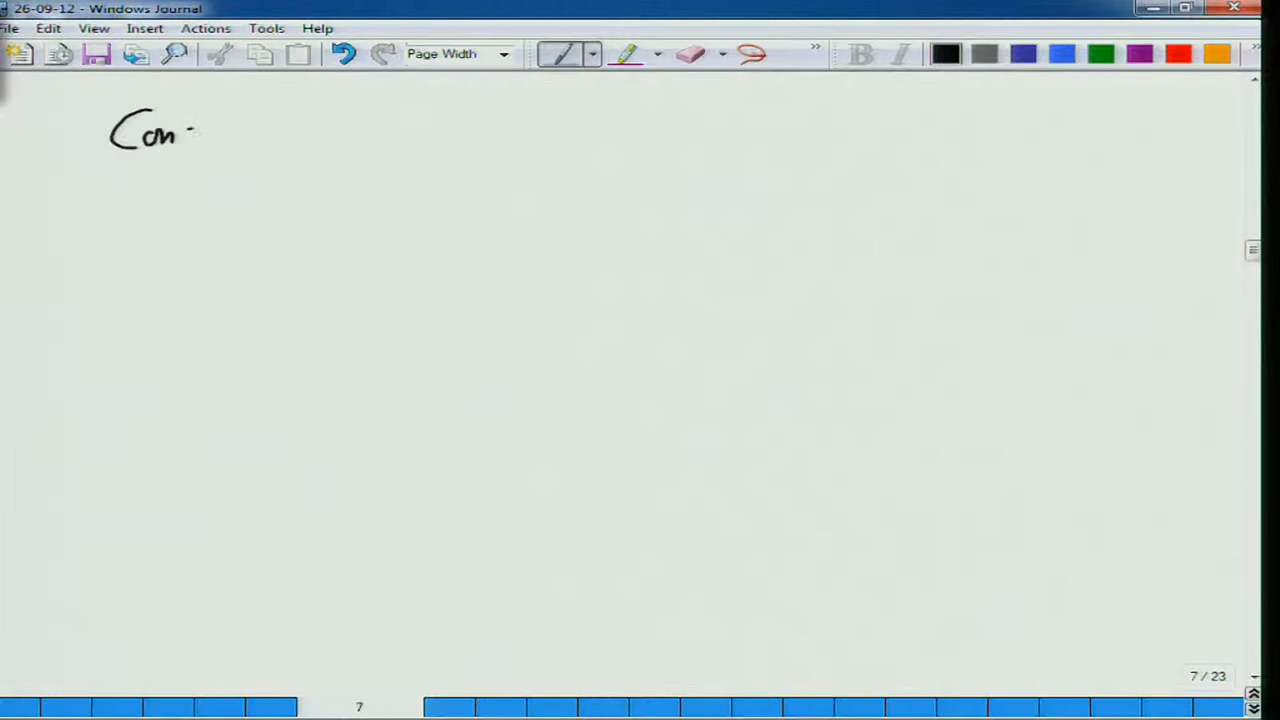 26-09-12 - Windows Journal
File Edit View Insert Actions Tools Help
Page Width
B I
Con
7 / 23
7